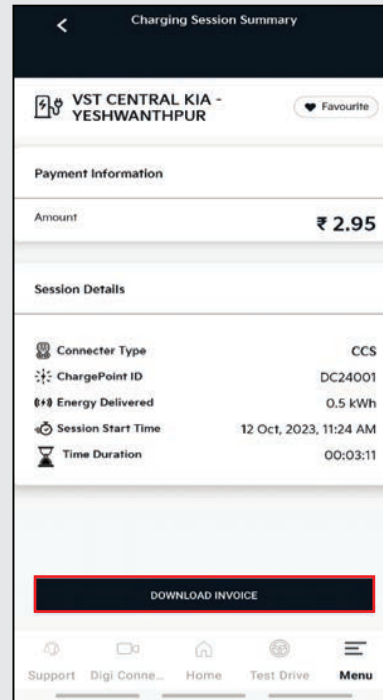 Charging Session Summary
VST CENTRAL KIA -
YESHWANTHPUR
Favourite
Payment Information
Amount
₹ 2.95
Session Details
Connecter Type CCS
ChargePoint ID DC24001
Energy Delivered 0.5 kWh
Session Start Time 12 Oct, 2023, 11:24 AM
Time Duration 00:03:11
DOWNLOAD INVOICE
Support Digi Conne... Home Test Drive Menu